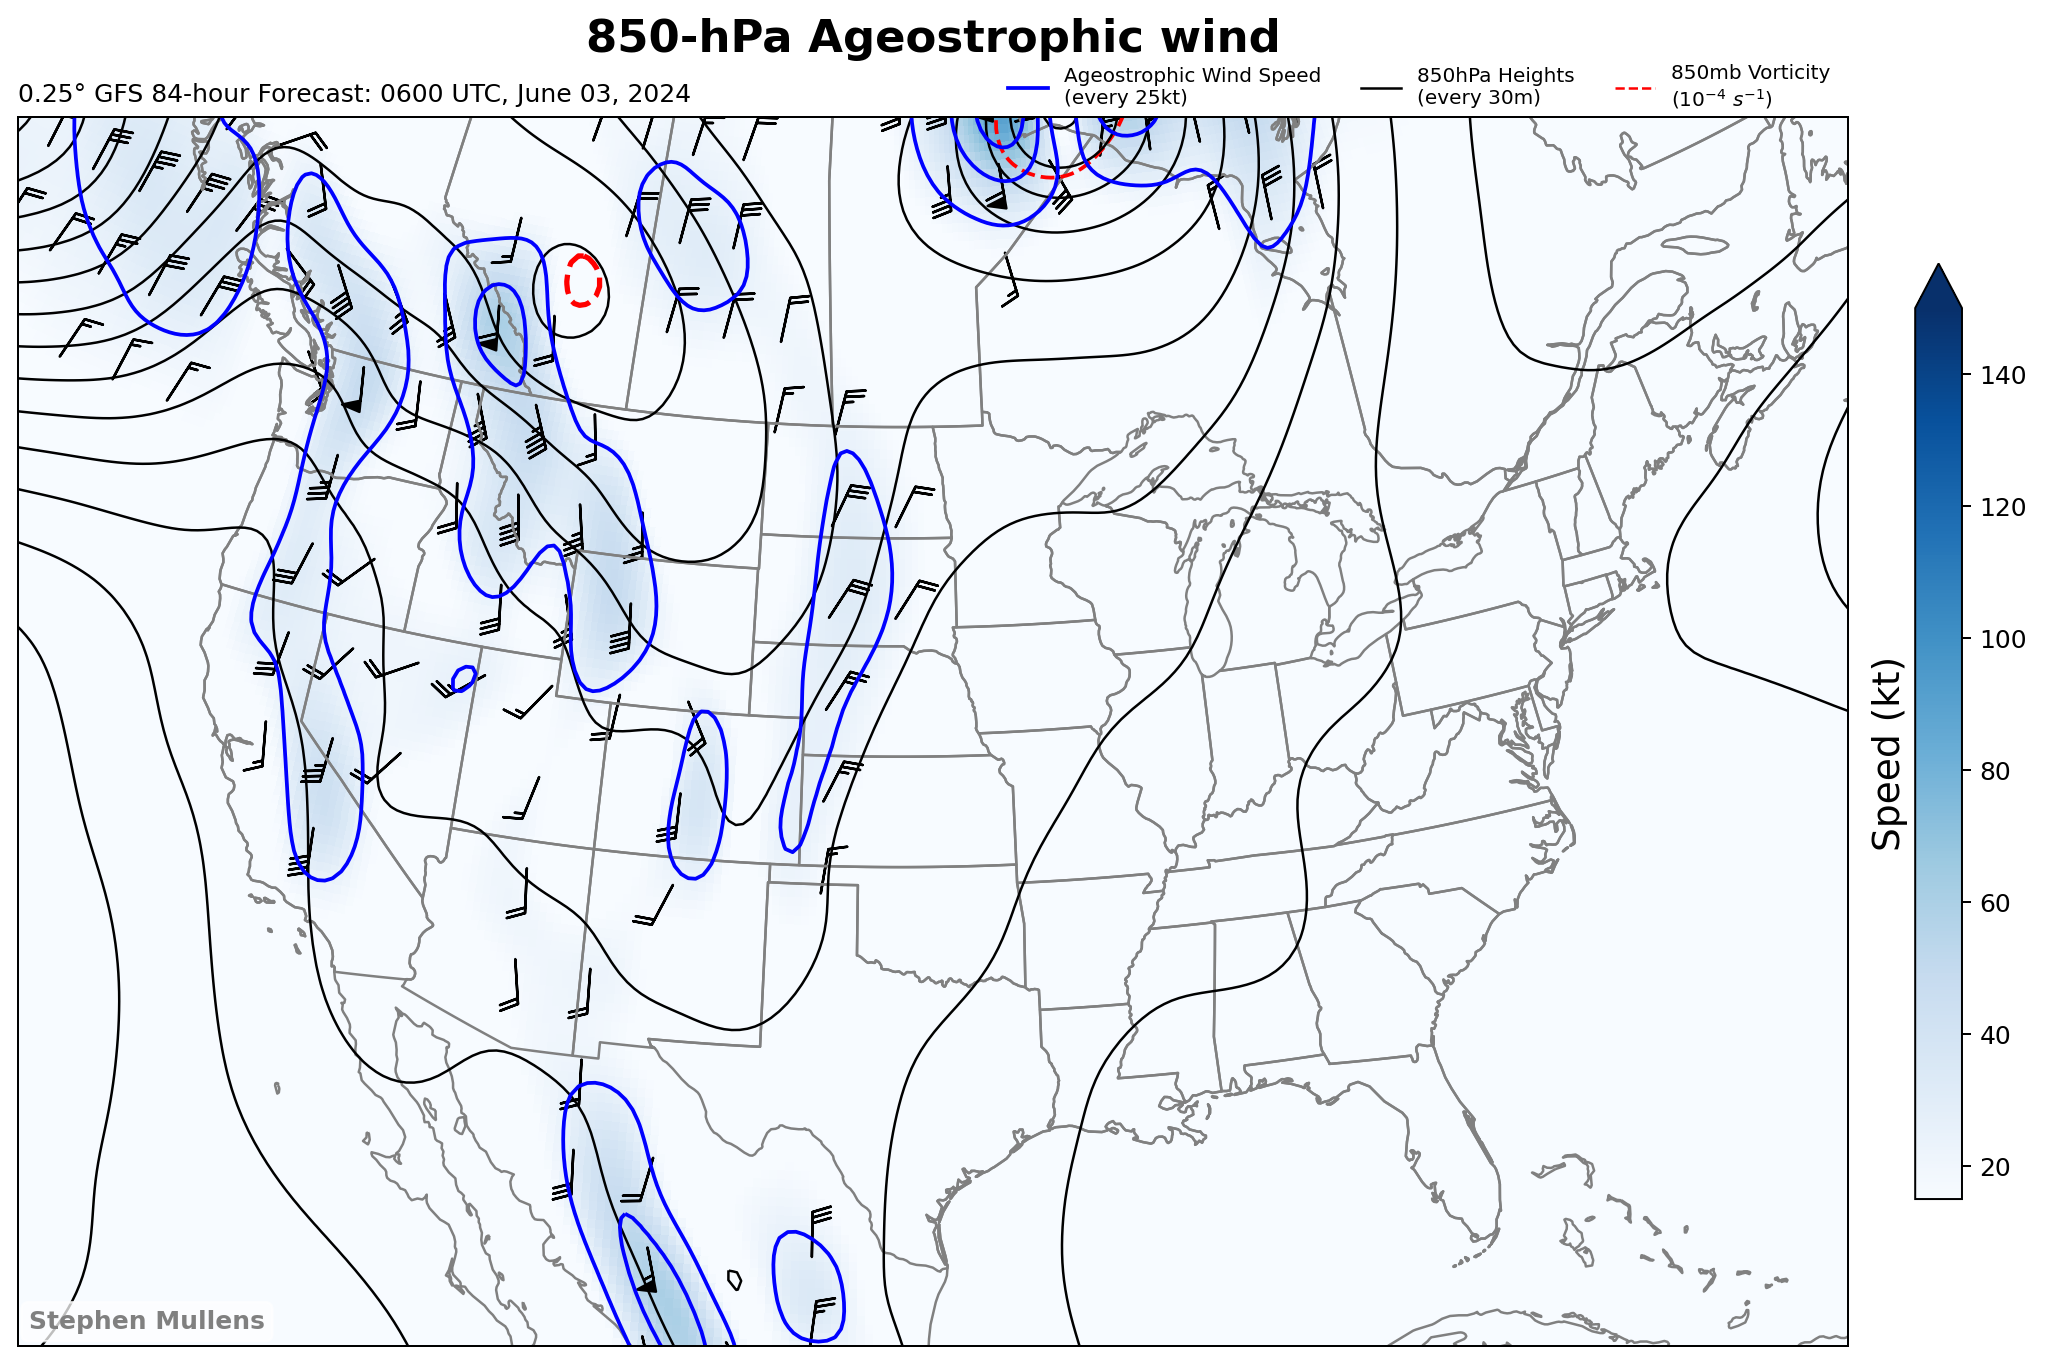 850-hPa Ageostrophic wind
0.25° GFS 84-hour Forecast: 0600 UTC, June 03, 2024
Ageostrophic Wind Speed
(every 25kt)
850hPa Heights
(every 30m)
850mb Vorticity
(10⁻⁴ s⁻¹)
140
120
100
80
60
40
20
Speed (kt)
Stephen Mullens